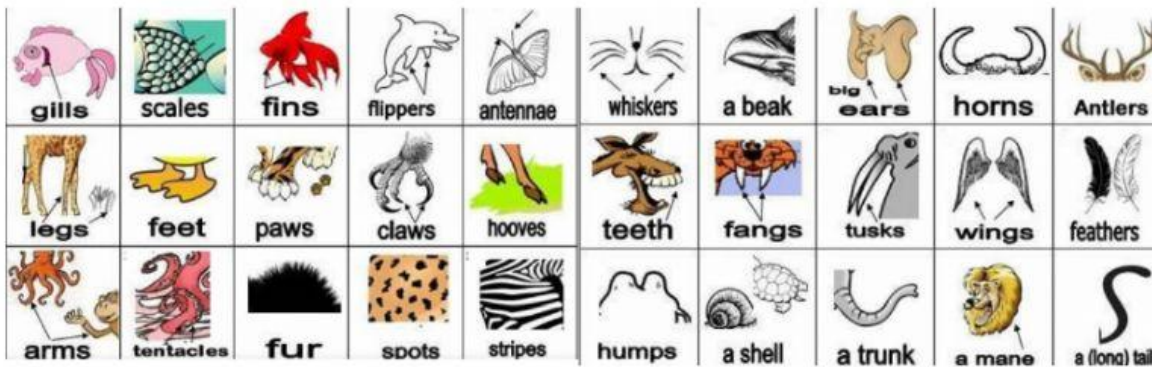 gills
scales
fins
flippers
antennae
whiskers
a beak
big
ears
horns
Antlers
legs
feet
paws
claws
hooves
teeth
fangs
tusks
wings
feathers
arms
tentacles
fur
spots
stripes
humps
a shell
a trunk
a mane
a (long) tail